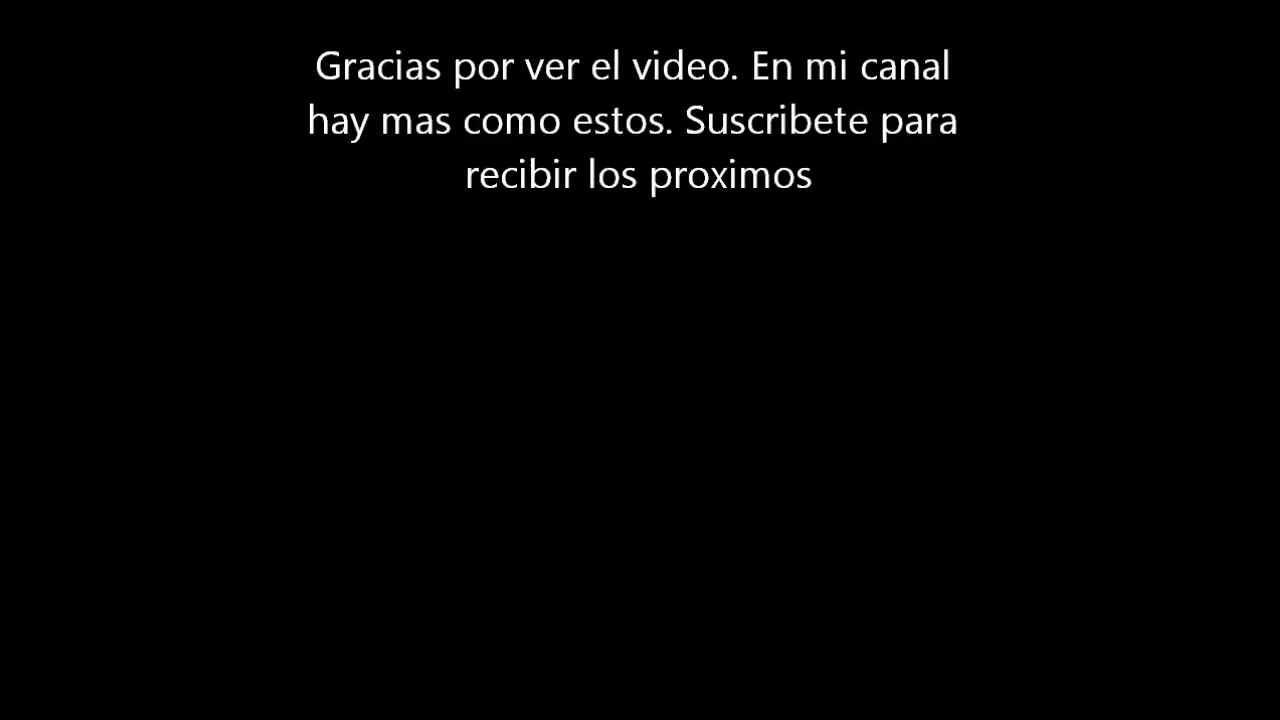 Gracias por ver el video. En mi canal
hay mas como estos. Suscribete para
recibir los proximos